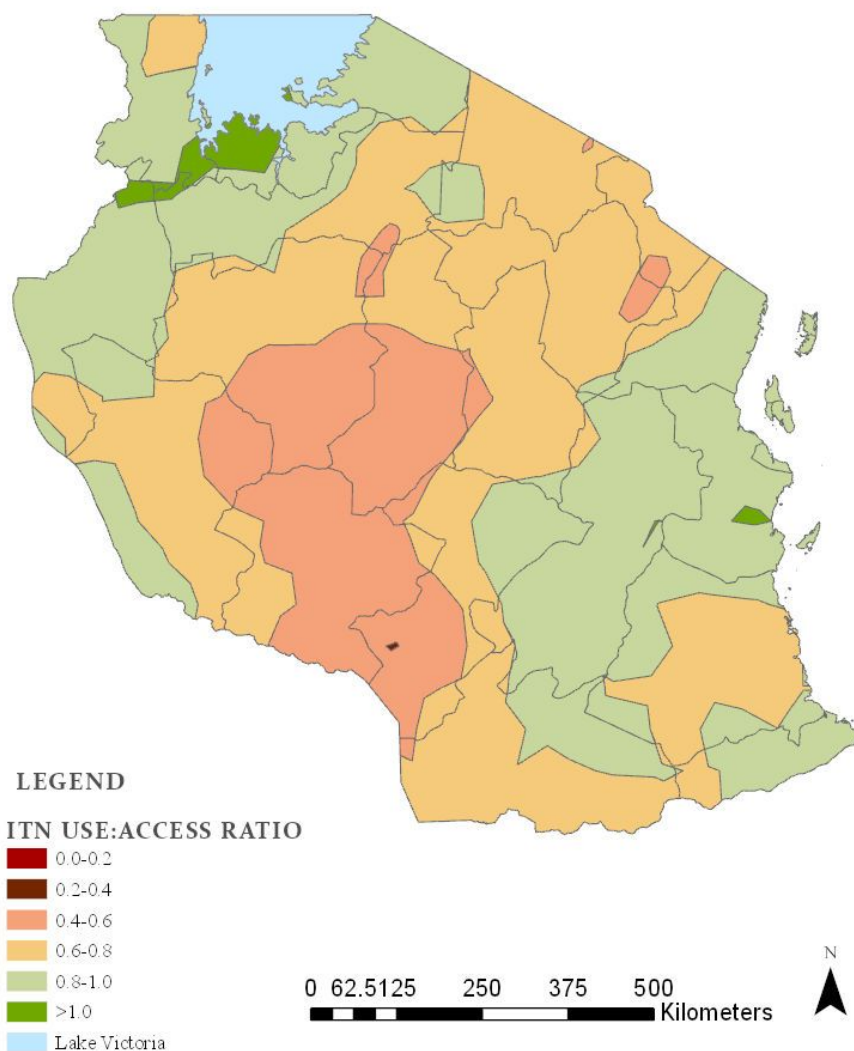 LEGEND
ITN USE:ACCESS RATIO
0.0-0.2
0.2-0.4
0.4-0.6
0.6-0.8
0.8-1.0
>1.0
Lake Victoria
0 62.5125 250 375 500
Kilometers
N